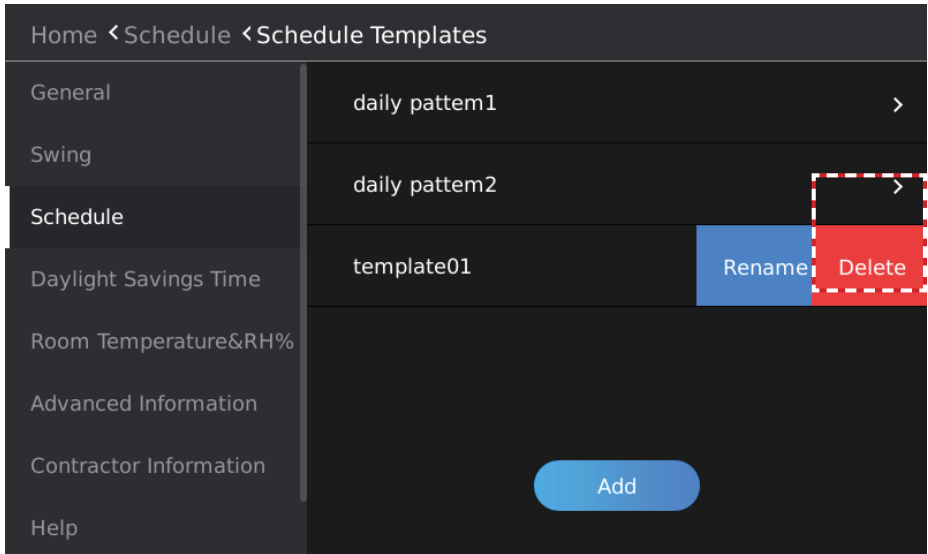 Home <Schedule <Schedule Templates
General
Swing
Schedule
Daylight Savings Time
Room Temperature&RH%
Advanced Information
Contractor Information
Help
daily pattem1 >
daily pattem2 >
template01 Rename Delete
Add